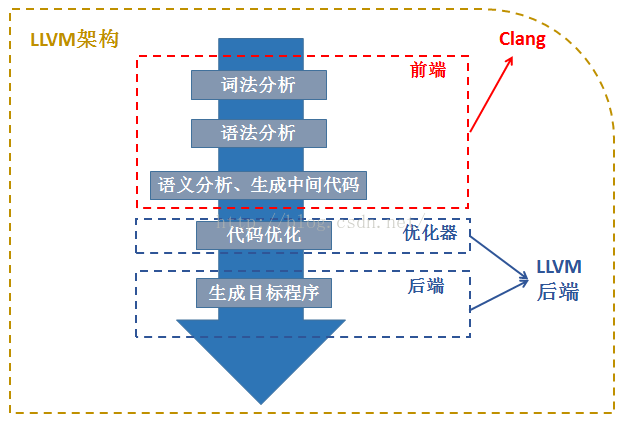 LLVM架构
Clang
前端
词法分析
语法分析
语义分析、生成中间代码
http://blog.csdn.net/
代码优化
优化器
LLVM
后端
后端
生成目标程序